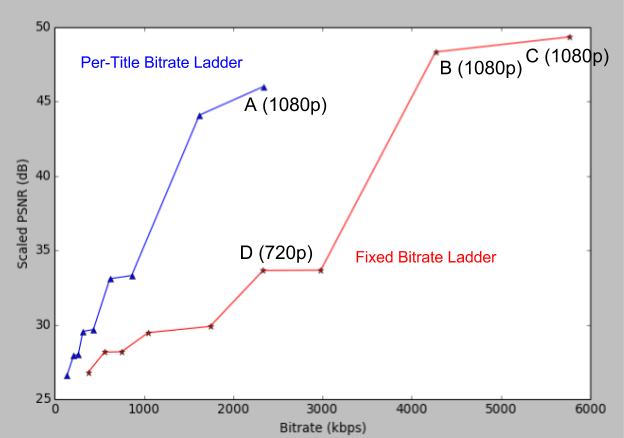 50
Per-Title Bitrate Ladder
C (1080p)
B (1080p)
45
A (1080p)
40
Scaled PSNR (dB)
35
D (720p)
Fixed Bitrate Ladder
30
25
0 1000 2000 3000 4000 5000 6000
Bitrate (kbps)